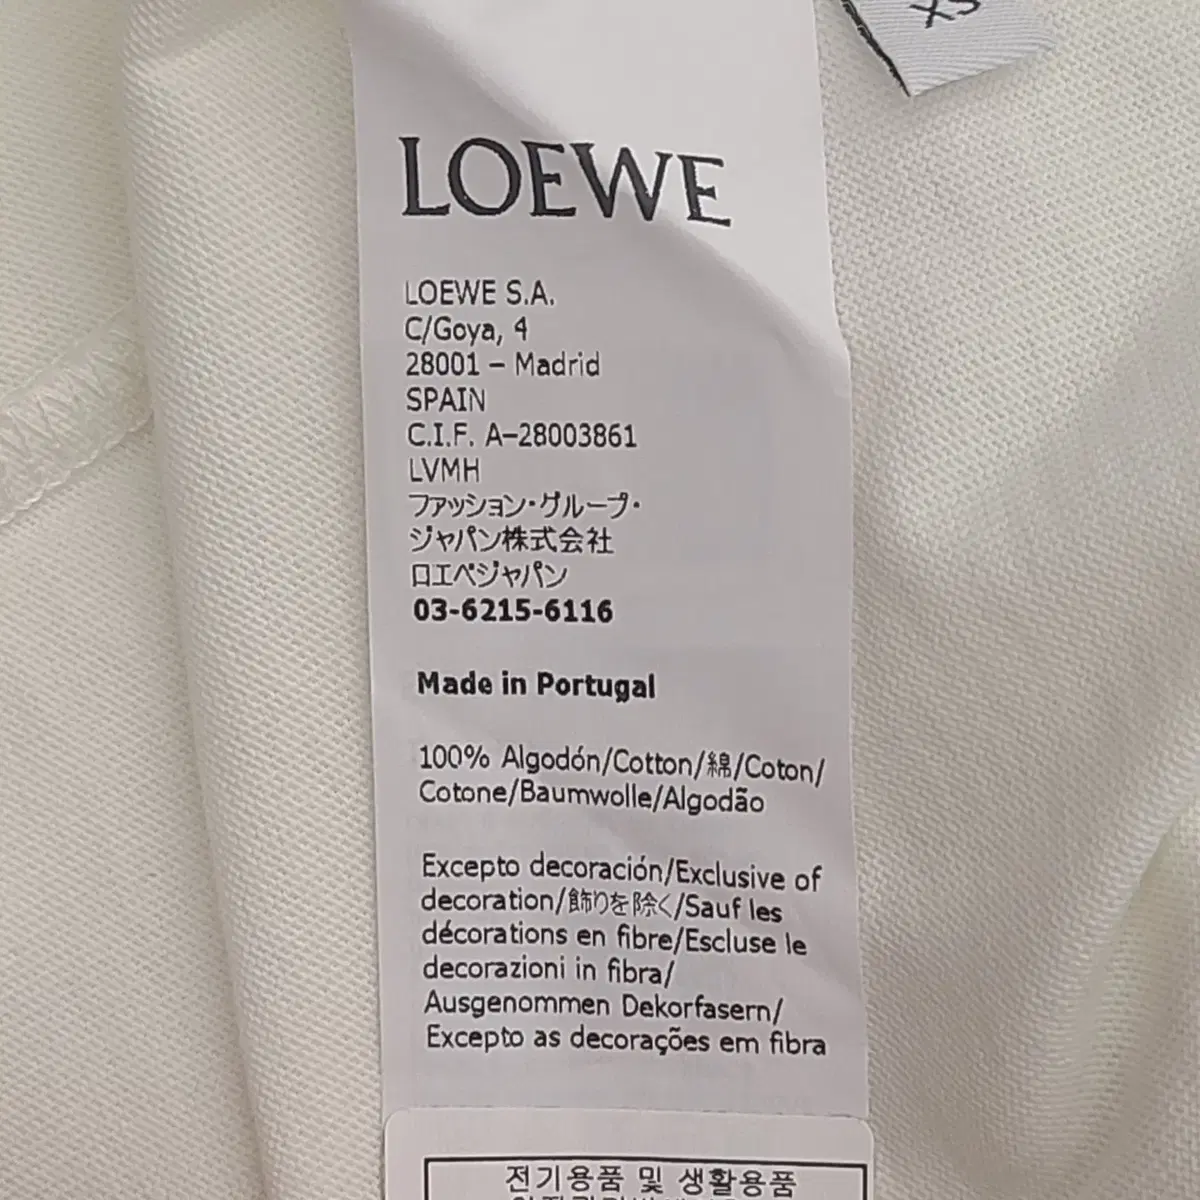 XS
LOEWE
LOEWE S.A.
C/Goya, 4
28001 – Madrid
SPAIN
C.I.F. A–28003861
LVMH
ファッション・グループ・
ジャパン株式会社
ロエベジャパン
03-6215-6116
Made in Portugal
100% Algodón/Cotton/綿/Coton/
Cotone/Baumwolle/Algodão
Excepto decoración/Exclusive of
decoration/飾りを除く/Sauf les
décorations en fibre/Escluse le
decorazioni in fibra/
Ausgenommen Dekorfasern/
Excepto as decorações em fibra
전기용품 및 생활용품